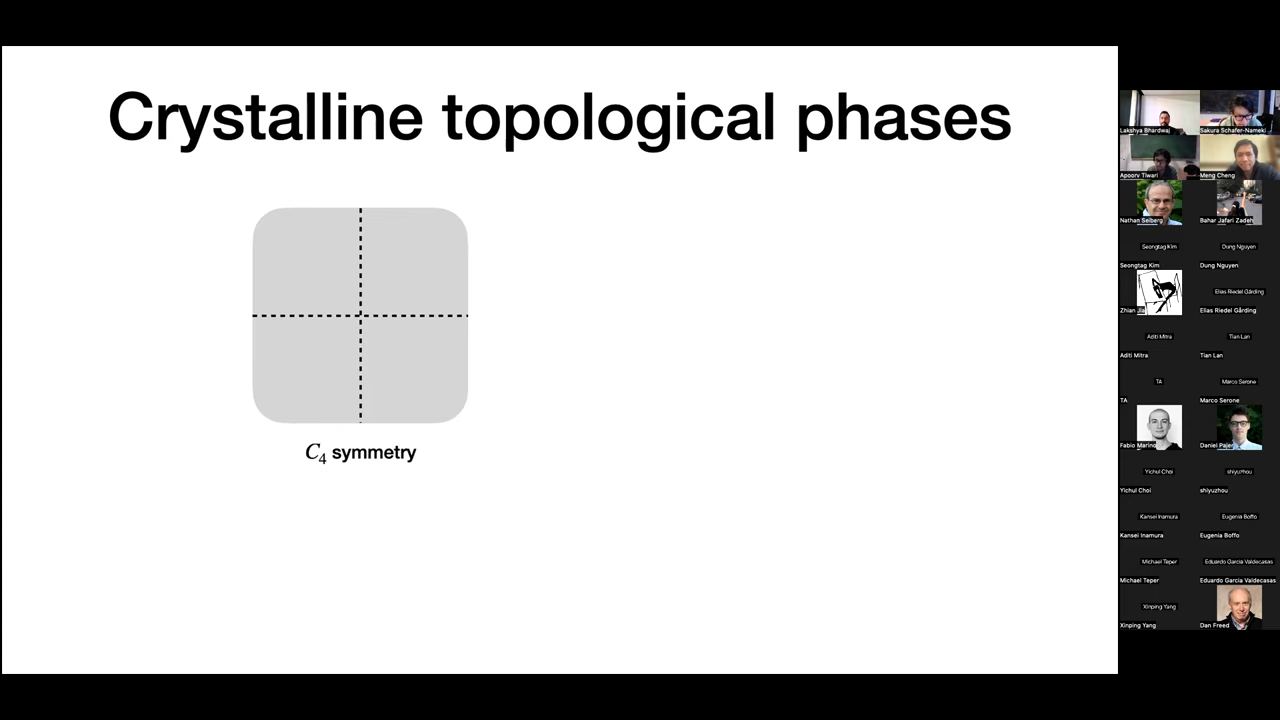 Crystalline topological phases
C4 symmetry
Lakshya Bhardwaj
Sakura Schafer-Nameki
Apoorv Tiwari
Meng Cheng
Nathan Seiberg
Bahar Jafari Zadeh
Seongtag Kim
Dung Nguyen
Seongtag Kim
Dung Nguyen
Elias Riedel Gårding
Zhian Jia
Elias Riedel Gårding
Aditi Mitra
Tian Lan
Aditi Mitra
Tian Lan
TA
Marco Serone
TA
Marco Serone
Fabio Marino
Daniel Pajer
Yichul Choi
shiyuzhou
Yichul Choi
shiyuzhou
Kansei Inamura
Eugenia Boffo
Kansei Inamura
Eugenia Boffo
Michael Teper
Eduardo Garcia Valdecasas
Michael Teper
Eduardo Garcia Valdecasas
Xinping Yang
Xinping Yang
Dan Freed